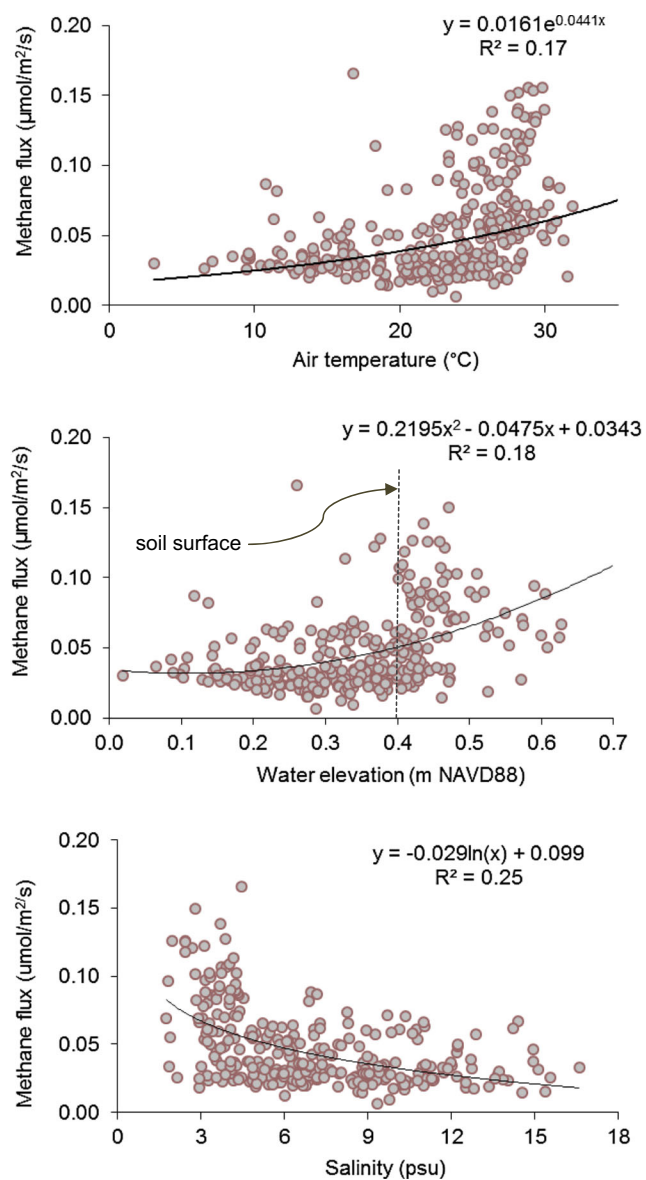 y = 0.0161e^0.0441x
R² = 0.17
0.20
0.15
0.10
0.05
0.00
Methane flux (µmol/m²/s)
0 10 20 30
Air temperature (°C)
y = 0.2195x² - 0.0475x + 0.0343
R² = 0.18
soil surface
0.20
0.15
0.10
0.05
0.00
Methane flux (µmol/m²/s)
0.0 0.1 0.2 0.3 0.4 0.5 0.6 0.7
Water elevation (m NAVD88)
y = -0.029ln(x) + 0.099
R² = 0.25
0.20
0.15
0.10
0.05
0.00
Methane flux (umol/m²/s)
0 3 6 9 12 15 18
Salinity (psu)